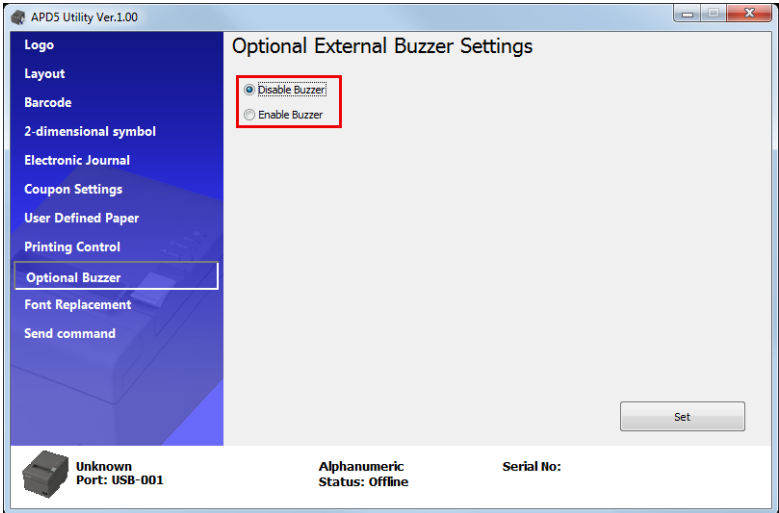 APD5 Utility Ver.1.00
Logo
Layout
Barcode
2-dimensional symbol
Electronic Journal
Coupon Settings
User Defined Paper
Printing Control
Optional Buzzer
Font Replacement
Send command
Optional External Buzzer Settings
Disable Buzzer
Enable Buzzer
Set
Unknown
Port: USB-001
Alphanumeric
Status: Offline
Serial No: